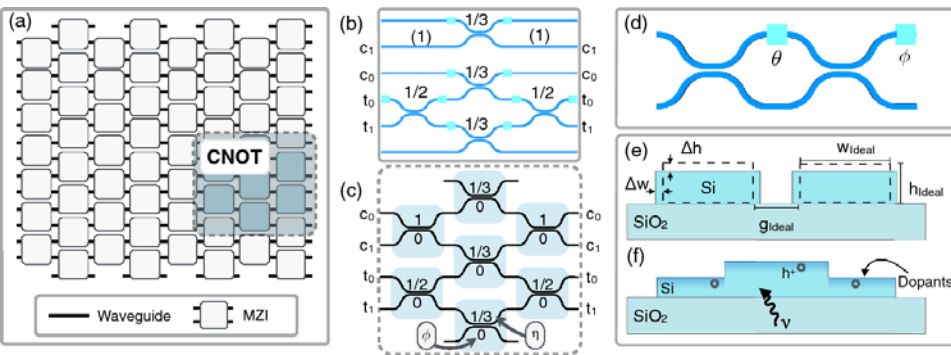 (a)
CNOT
Waveguide
MZI
(b)
1/3
(1)
(1)
c₁
c₁
c₀
1/3
c₀
t₀
1/2
1/2
t₀
t₁
1/3
t₁
(c)
1/3
0
c₀
1
1
c₀
c₁
0
1/3
0
c₁
0
t₀
1/2
1/2
t₀
t₁
0
1/3
0
t₁
ϕ
0
η
(d)
θ
ϕ
(e)
Δh
wIdeal
Δw
Si
hIdeal
gIdeal
SiO₂
(f)
h⁺
Dopants
Si
SiO₂
ν